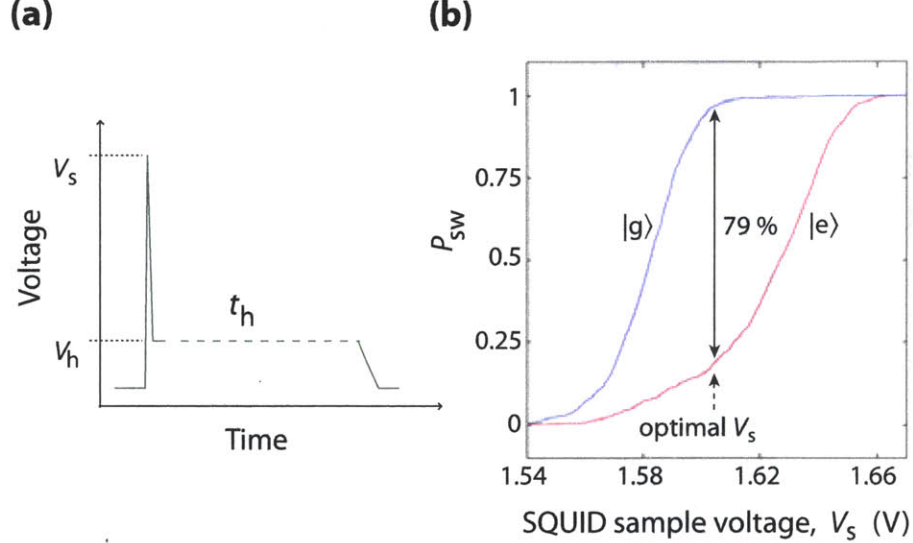 (a)
Voltage
Vs
Vh
th
Time
(b)
Psw
1
0.75
0.5
0.25
0
|g⟩
79 %
|e⟩
optimal Vs
1.54
1.58
1.62
1.66
SQUID sample voltage, Vs (V)